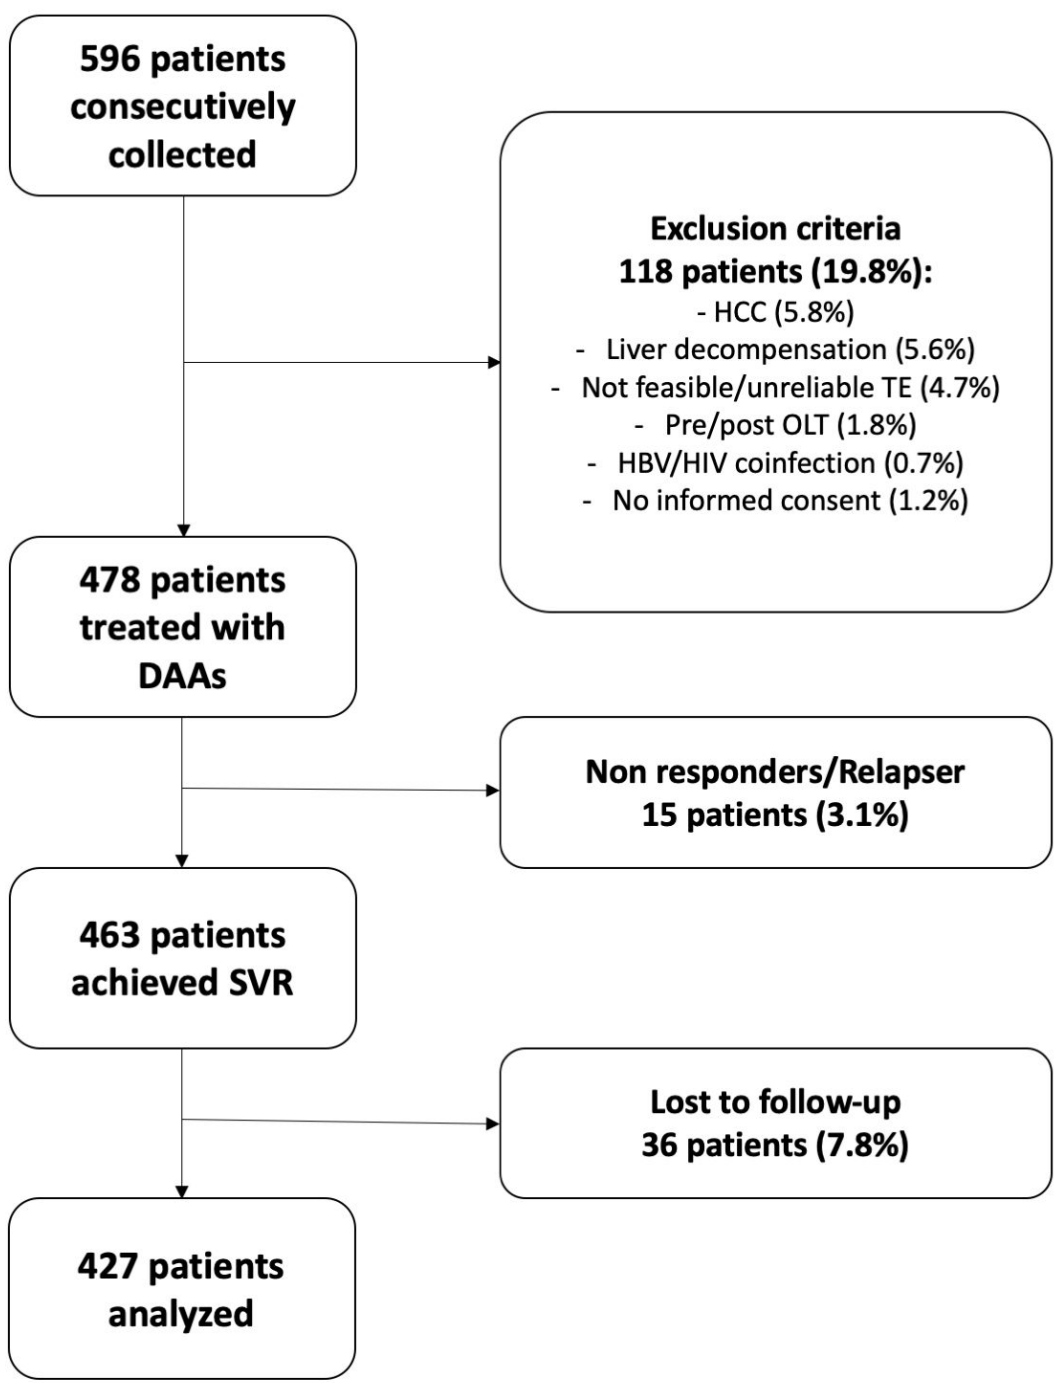 596 patients
consecutively
collected
Exclusion criteria
118 patients (19.8%):
- HCC (5.8%)
- Liver decompensation (5.6%)
- Not feasible/unreliable TE (4.7%)
- Pre/post OLT (1.8%)
- HBV/HIV coinfection (0.7%)
- No informed consent (1.2%)
478 patients
treated with
DAAs
Non responders/Relapser
15 patients (3.1%)
463 patients
achieved SVR
Lost to follow-up
36 patients (7.8%)
427 patients
analyzed